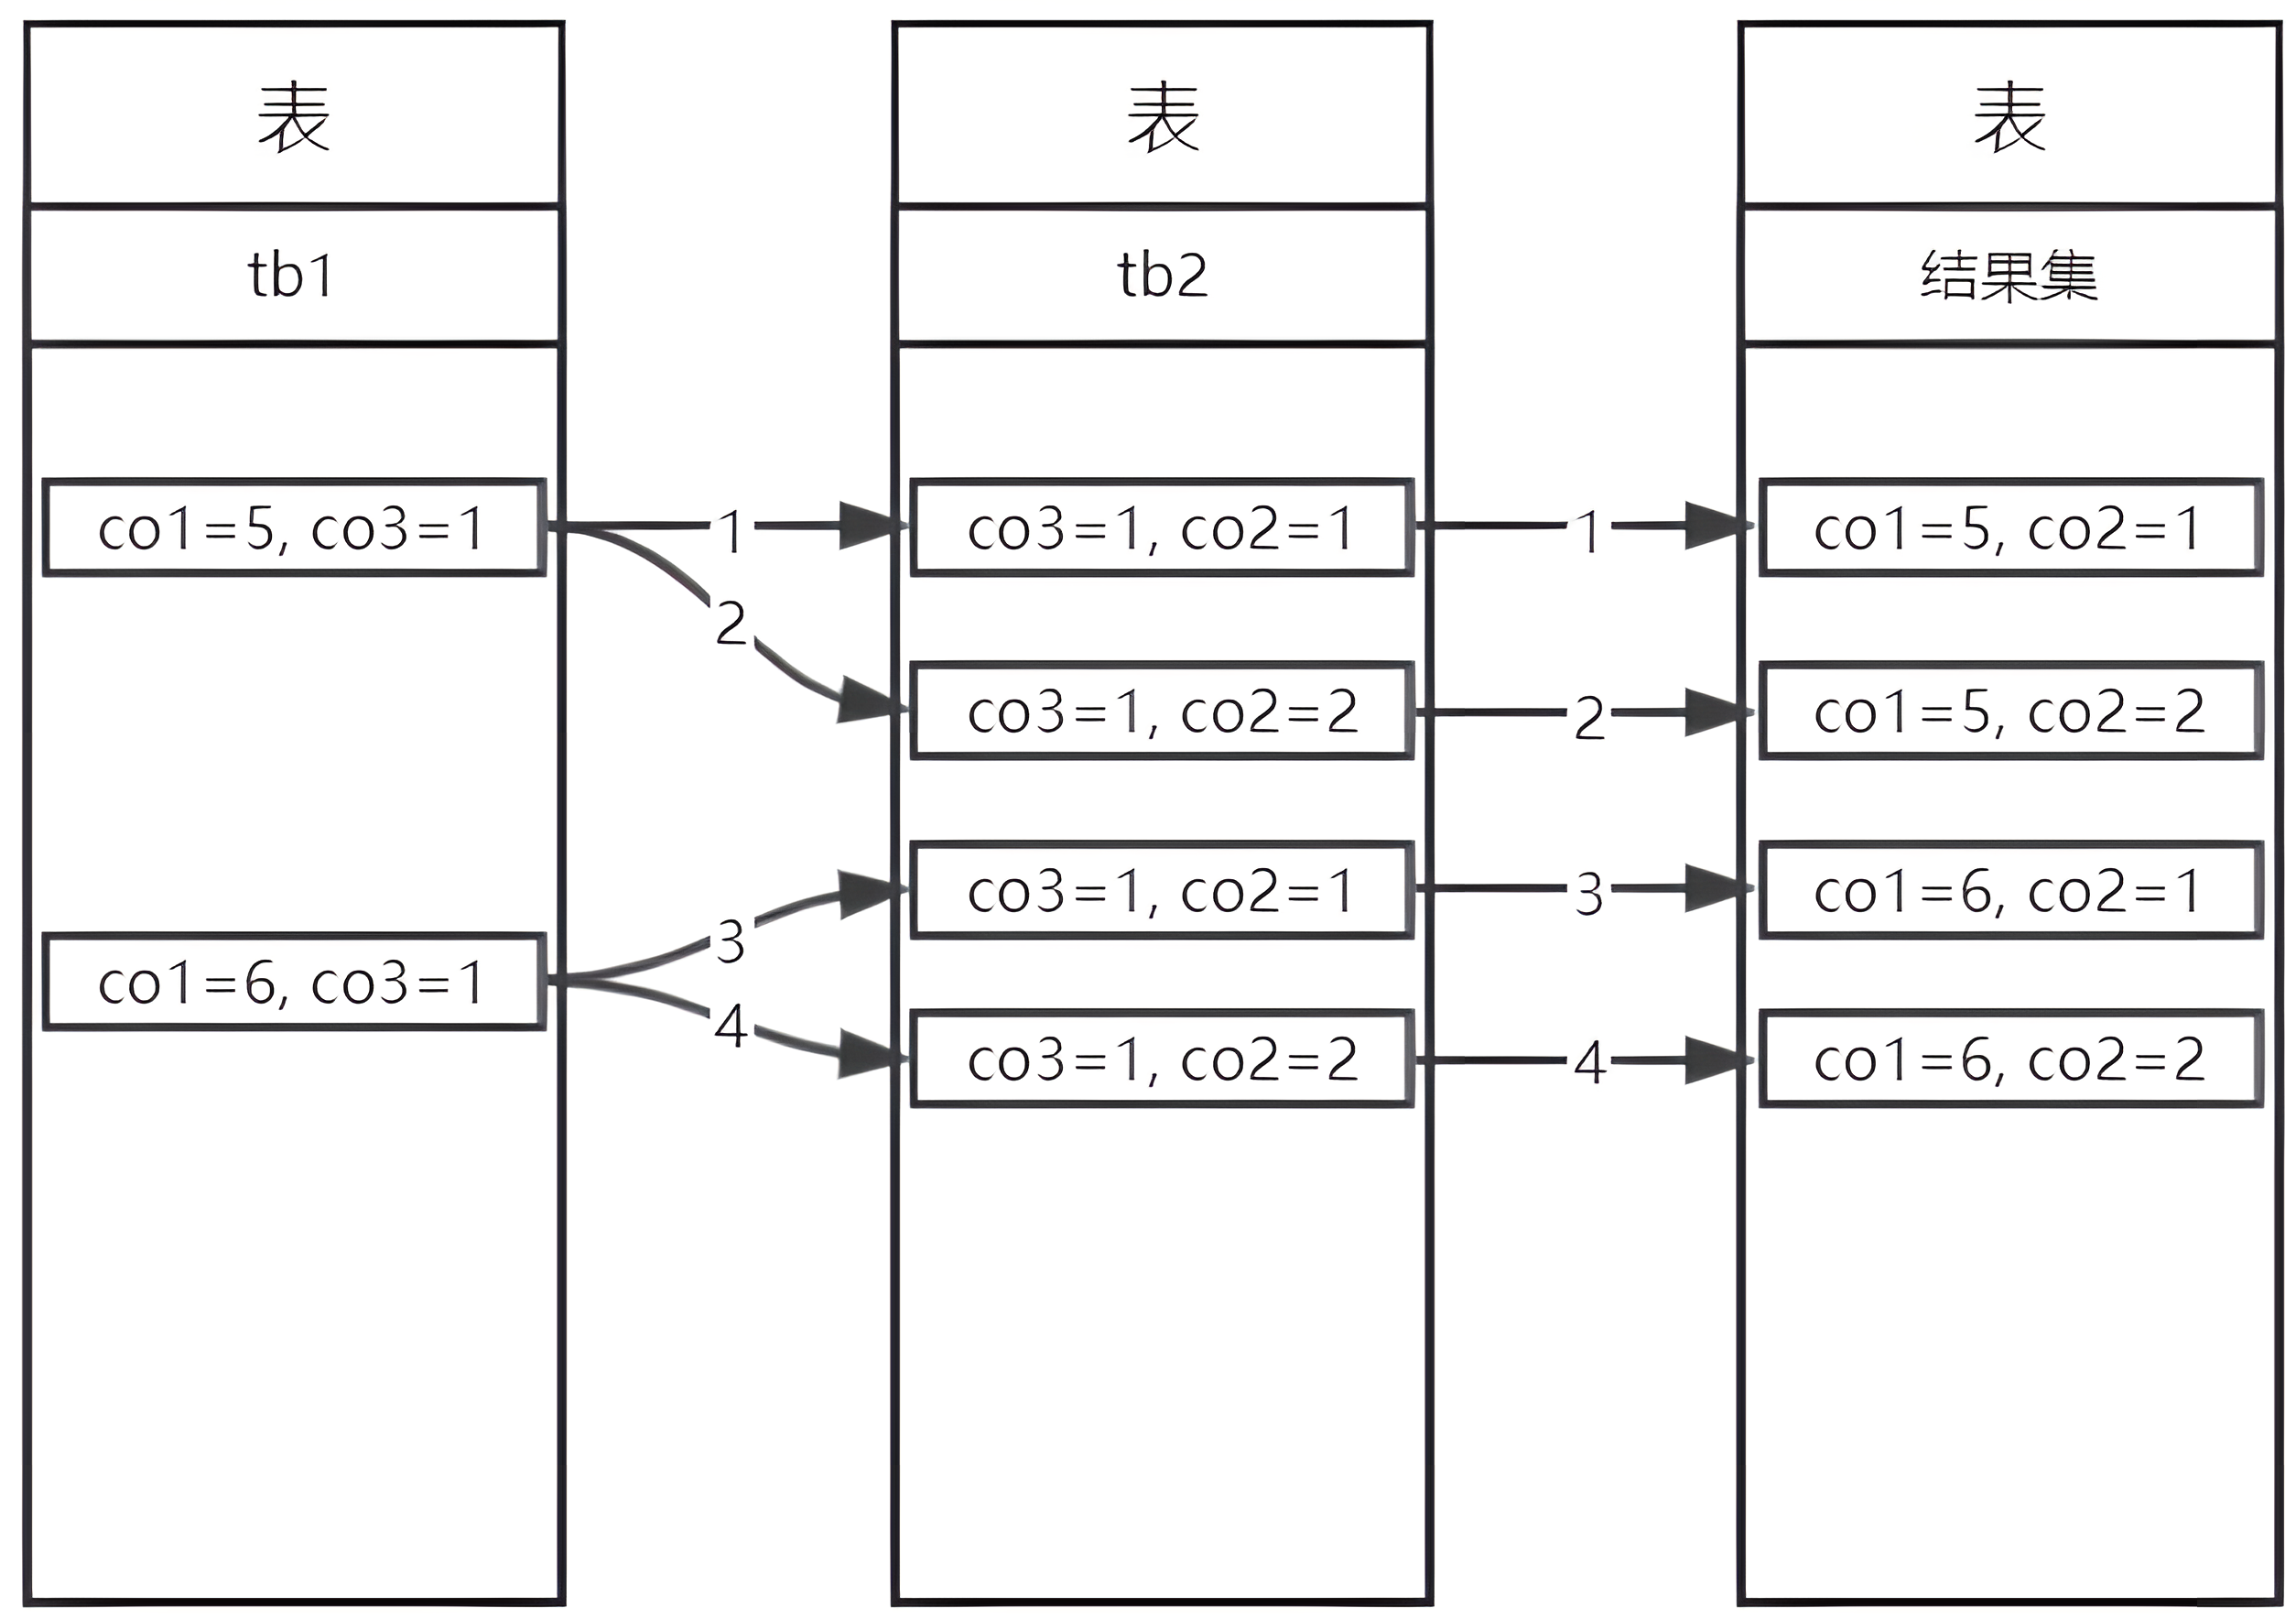 表
tb1
co1=5, co3=1
co1=6, co3=1
1
2
3
4
表
tb2
co3=1, co2=1
co3=1, co2=2
co3=1, co2=1
co3=1, co2=2
1
2
3
4
表
结果集
co1=5, co2=1
co1=5, co2=2
co1=6, co2=1
co1=6, co2=2